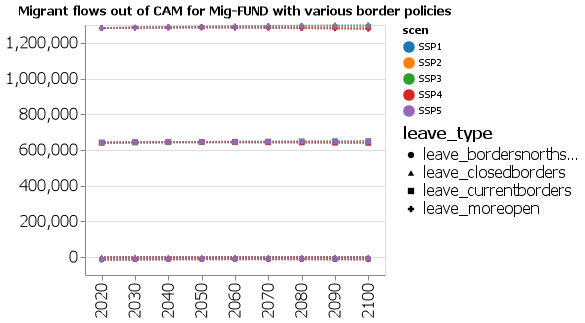 Migrant flows out of CAM for Mig-FUND with various border policies
scen
SSP1
SSP2
SSP3
SSP4
SSP5
leave_type
leave_bordersnorths...
leave_closedborders
leave_currentborders
leave_moreopen
1,200,000
1,000,000
800,000
600,000
400,000
200,000
0
2020
2030
2040
2050
2060
2070
2080
2090
2100